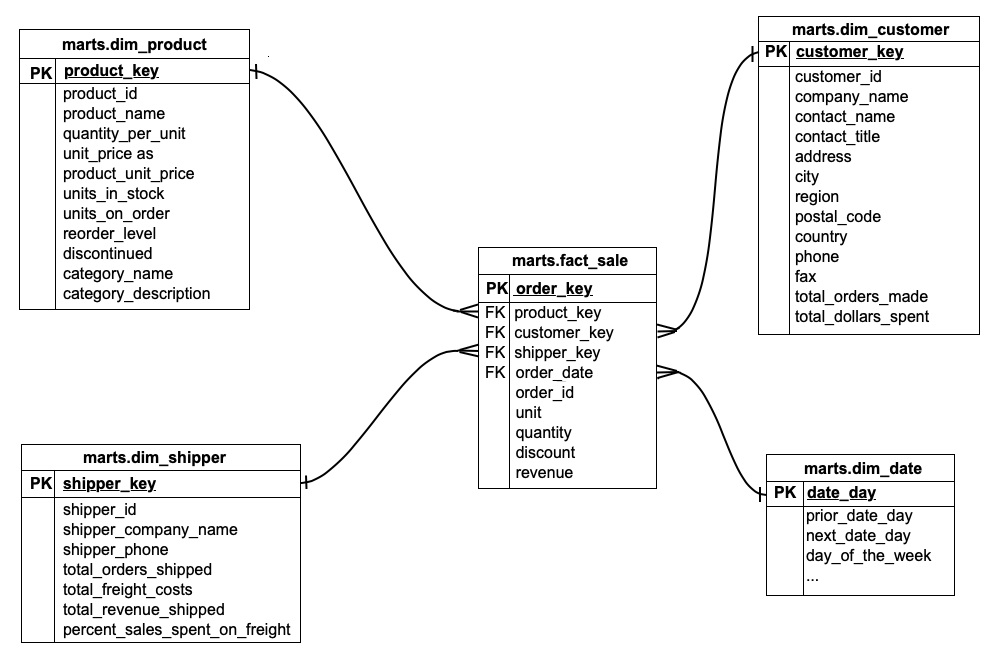 marts.dim_product
PK product_key
product_id
product_name
quantity_per_unit
unit_price as
product_unit_price
units_in_stock
units_on_order
reorder_level
discontinued
category_name
category_description
marts.dim_customer
PK customer_key
customer_id
company_name
contact_name
contact_title
address
city
region
postal_code
country
phone
fax
total_orders_made
total_dollars_spent
marts.fact_sale
PK order_key
FK product_key
FK customer_key
FK shipper_key
FK order_date
order_id
unit
quantity
discount
revenue
marts.dim_shipper
PK shipper_key
shipper_id
shipper_company_name
shipper_phone
total_orders_shipped
total_freight_costs
total_revenue_shipped
percent_sales_spent_on_freight
marts.dim_date
PK date_day
prior_date_day
next_date_day
day_of_the_week
...